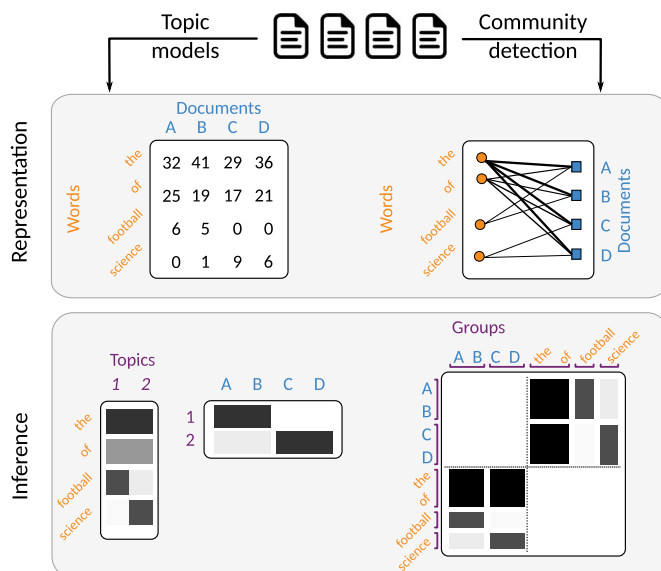 Topic
models
Community
detection
Representation
Documents
A B C D
Words
the 32 41 29 36
of 25 19 17 21
football 6 5 0 0
science 0 1 9 6
Words
the
of
football
science
A
B
C
D
Documents
Inference
Topics
1 2
the
of
football
science
A B C D
1
2
Groups
A B C D the of football science
A
B
C
D
the
of
football
science